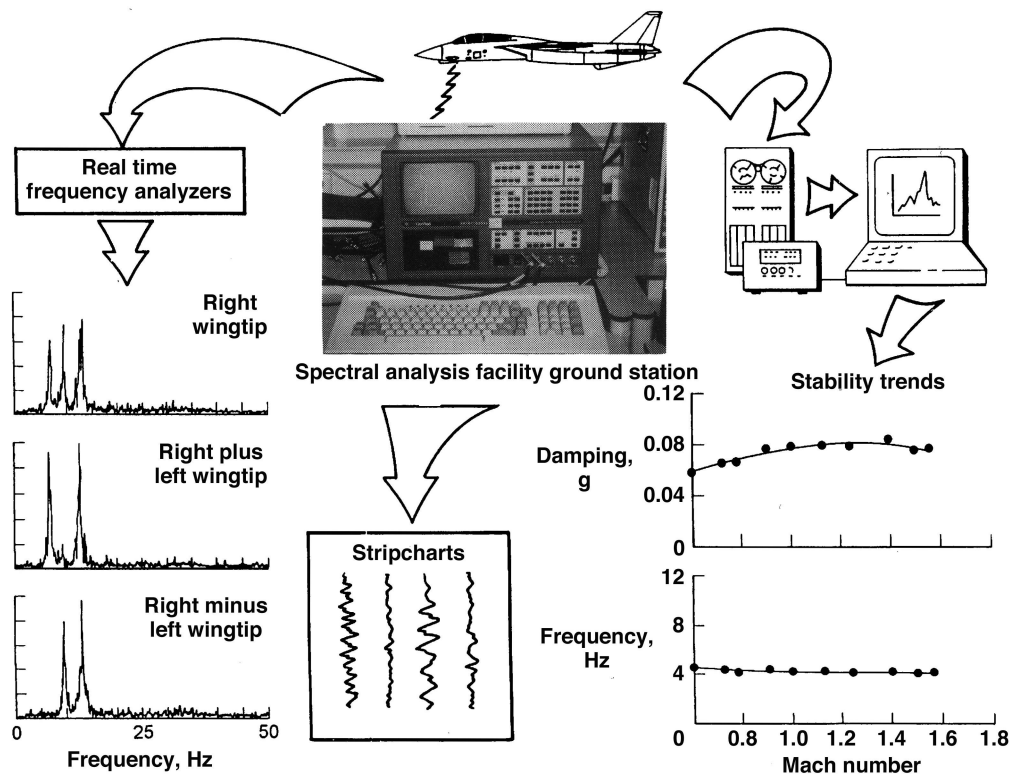 Real time
frequency analyzers
Right
wingtip
Right plus
left wingtip
Right minus
left wingtip
0 25 50
Frequency, Hz
Spectral analysis facility ground station
Stripcharts
Stability trends
0.12
0.08
0.04
0
Damping,
g
12
8
4
0
Frequency,
Hz
0.8 1.0 1.2 1.4 1.6 1.8
Mach number